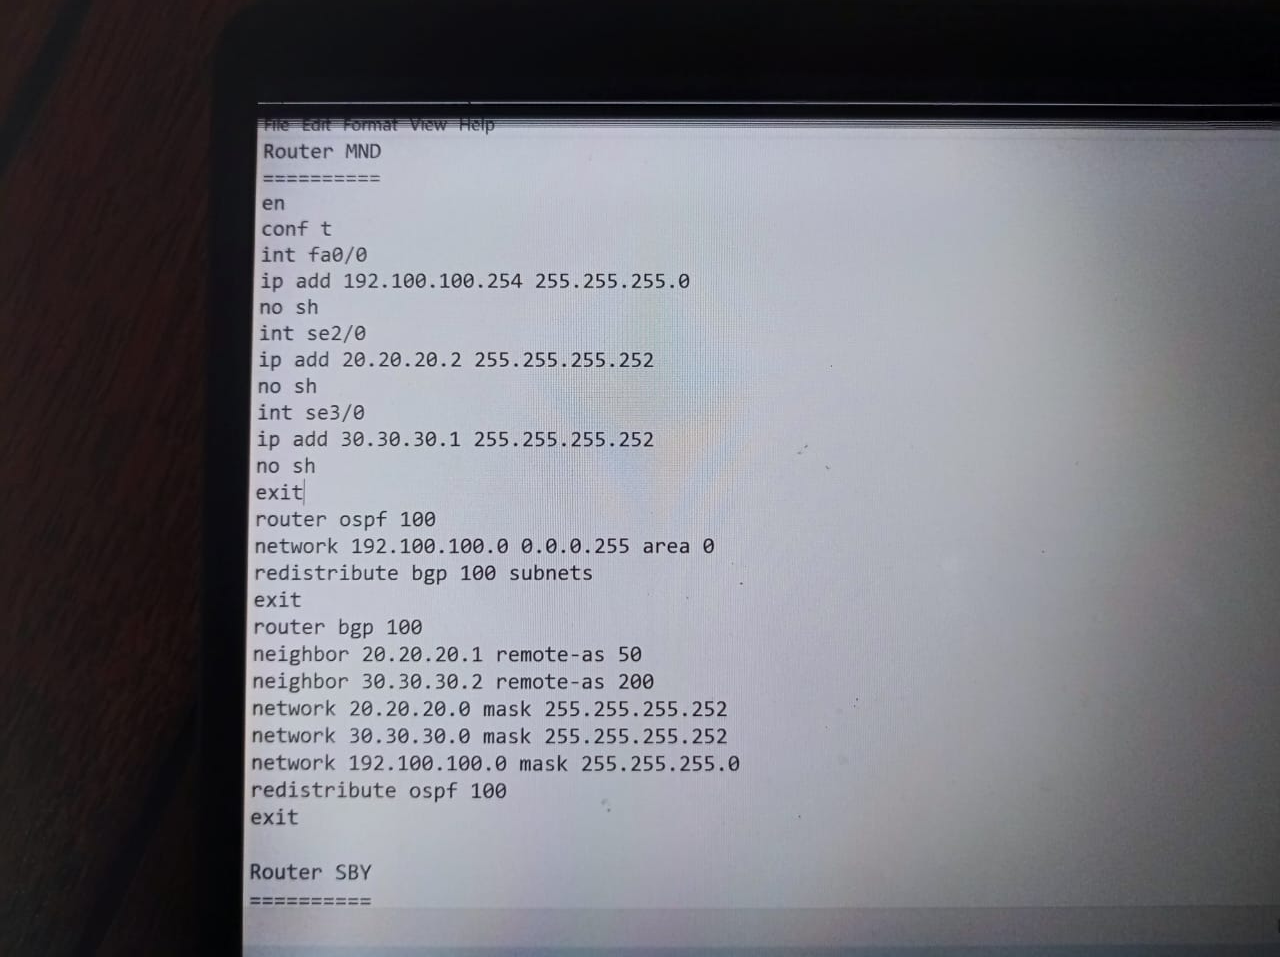 File Edit Format View Help
Router MND
==========
en
conf t
int fa0/0
ip add 192.100.100.254 255.255.255.0
no sh
int se2/0
ip add 20.20.20.2 255.255.255.252
no sh
int se3/0
ip add 30.30.30.1 255.255.255.252
no sh
exit
router ospf 100
network 192.100.100.0 0.0.0.255 area 0
redistribute bgp 100 subnets
exit
router bgp 100
neighbor 20.20.20.1 remote-as 50
neighbor 30.30.30.2 remote-as 200
network 20.20.20.0 mask 255.255.255.252
network 30.30.30.0 mask 255.255.255.252
network 192.100.100.0 mask 255.255.255.0
redistribute ospf 100
exit
Router SBY
==========